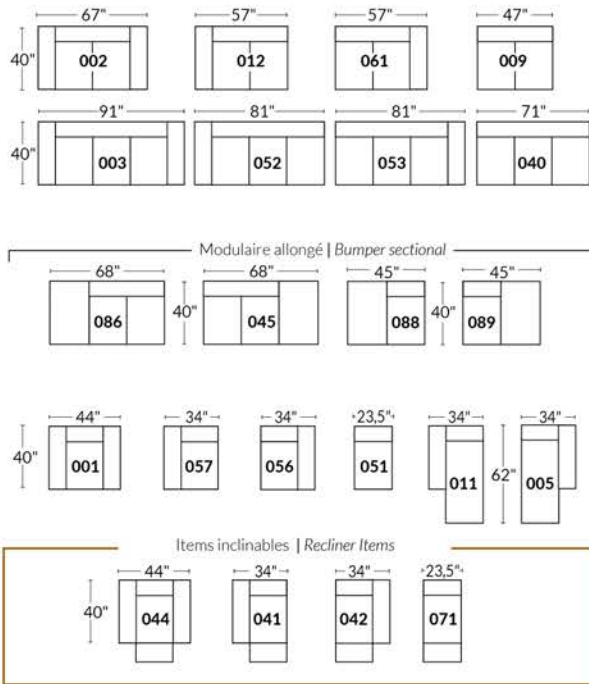 67" 57" 57" 47"
40" 002 012 061 009
91" 81" 81" 71"
40" 003 052 053 040
Modulaire allongé | Bumper sectional
68" 68" 45" 45"
086 40" 045 088 40" 089
44" 34" 34" 23,5" 34" 34"
40" 001 057 056 051 011 62" 005
Items inclinables | Recliner Items
44" 34" 34" 23,5"
40" 044 041 042 071